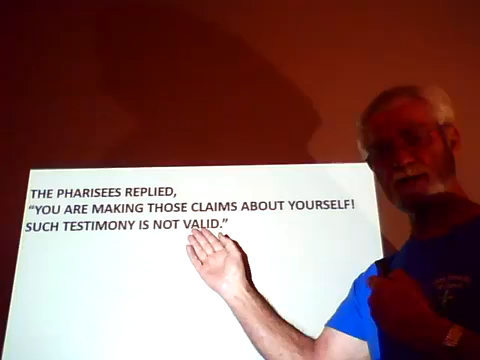 THE PHARISEES REPLIED,
“YOU ARE MAKING THOSE CLAIMS ABOUT YOURSELF!
SUCH TESTIMONY IS NOT VALID.”